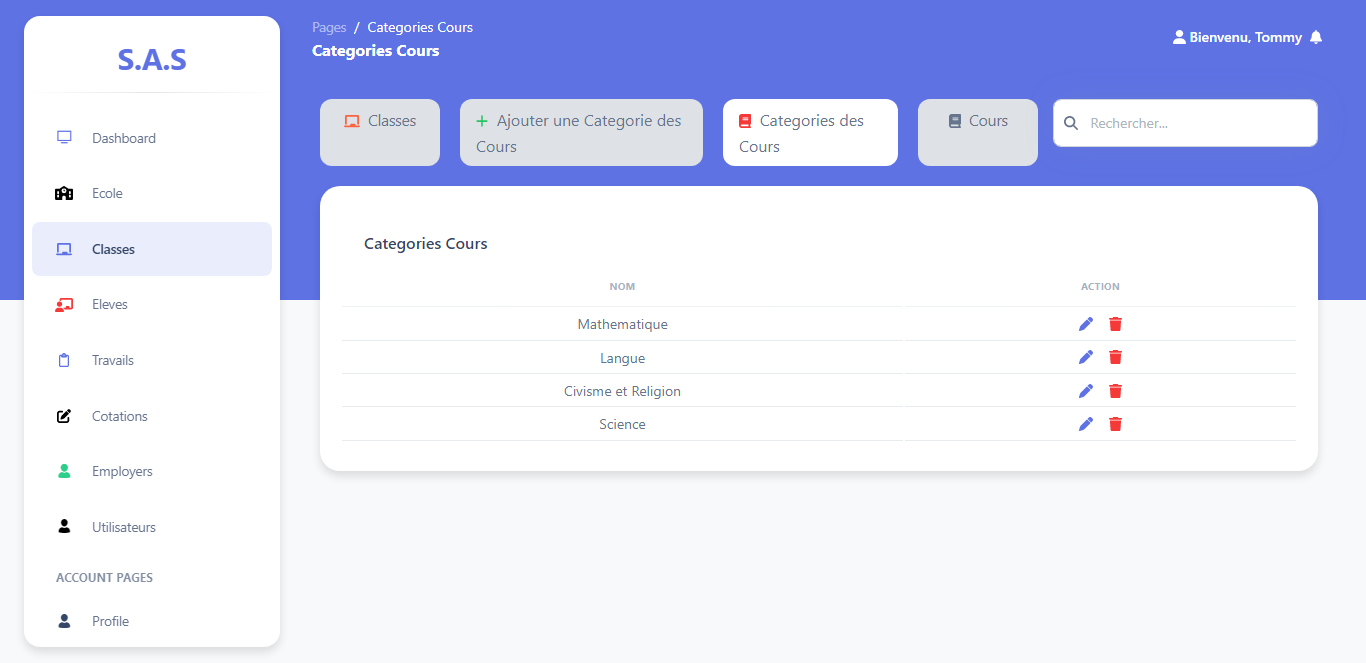 S.A.S
Dashboard
Ecole
Classes
Eleves
Travails
Cotations
Employers
Utilisateurs
ACCOUNT PAGES
Profile
Pages / Categories Cours
Categories Cours
Bienvenu, Tommy
Classes
Ajouter une Categorie des
Cours
Categories des
Cours
Cours
Rechercher...
Categories Cours
NOM ACTION
Mathematique
Langue
Civisme et Religion
Science